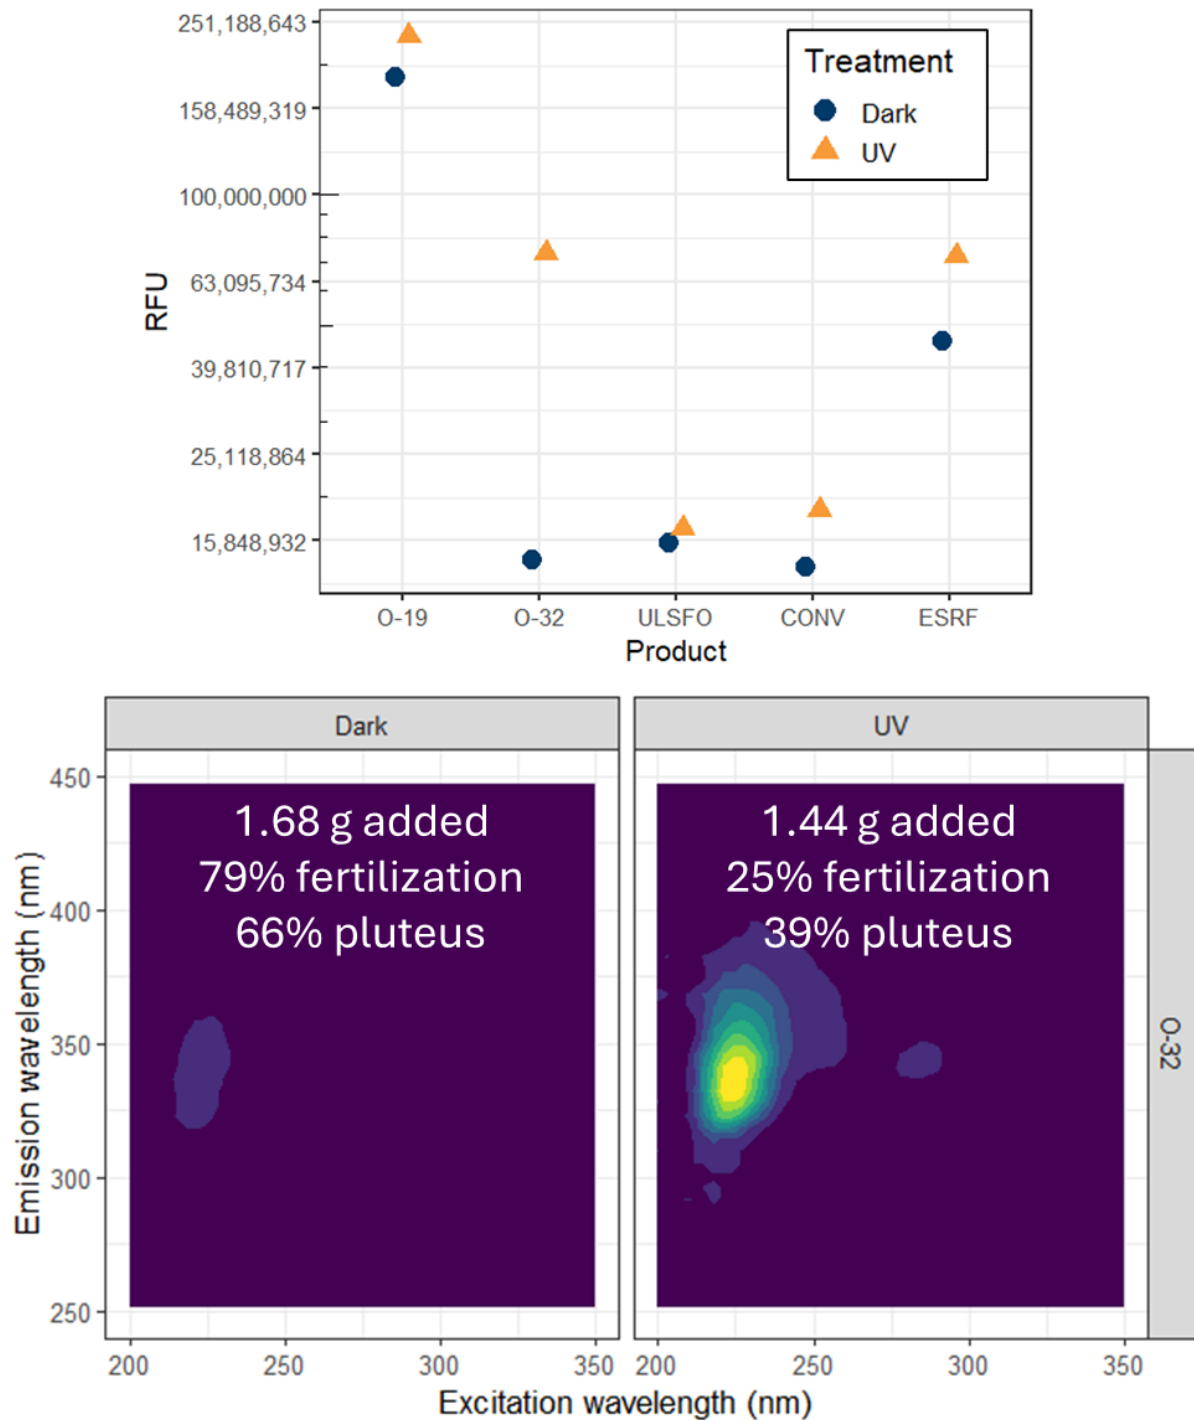 251,188,643
158,489,319
100,000,000
63,095,734
39,810,717
25,118,864
15,848,932
RFU
Treatment
Dark
UV
O-19 O-32 ULSFO CONV ESRF
Product
Dark UV
1.68 g added
79% fertilization
66% pluteus
1.44 g added
25% fertilization
39% pluteus
O-32
Emission wavelength (nm)
450
400
350
300
250
200 250 300 350 200 250 300 350
Excitation wavelength (nm)